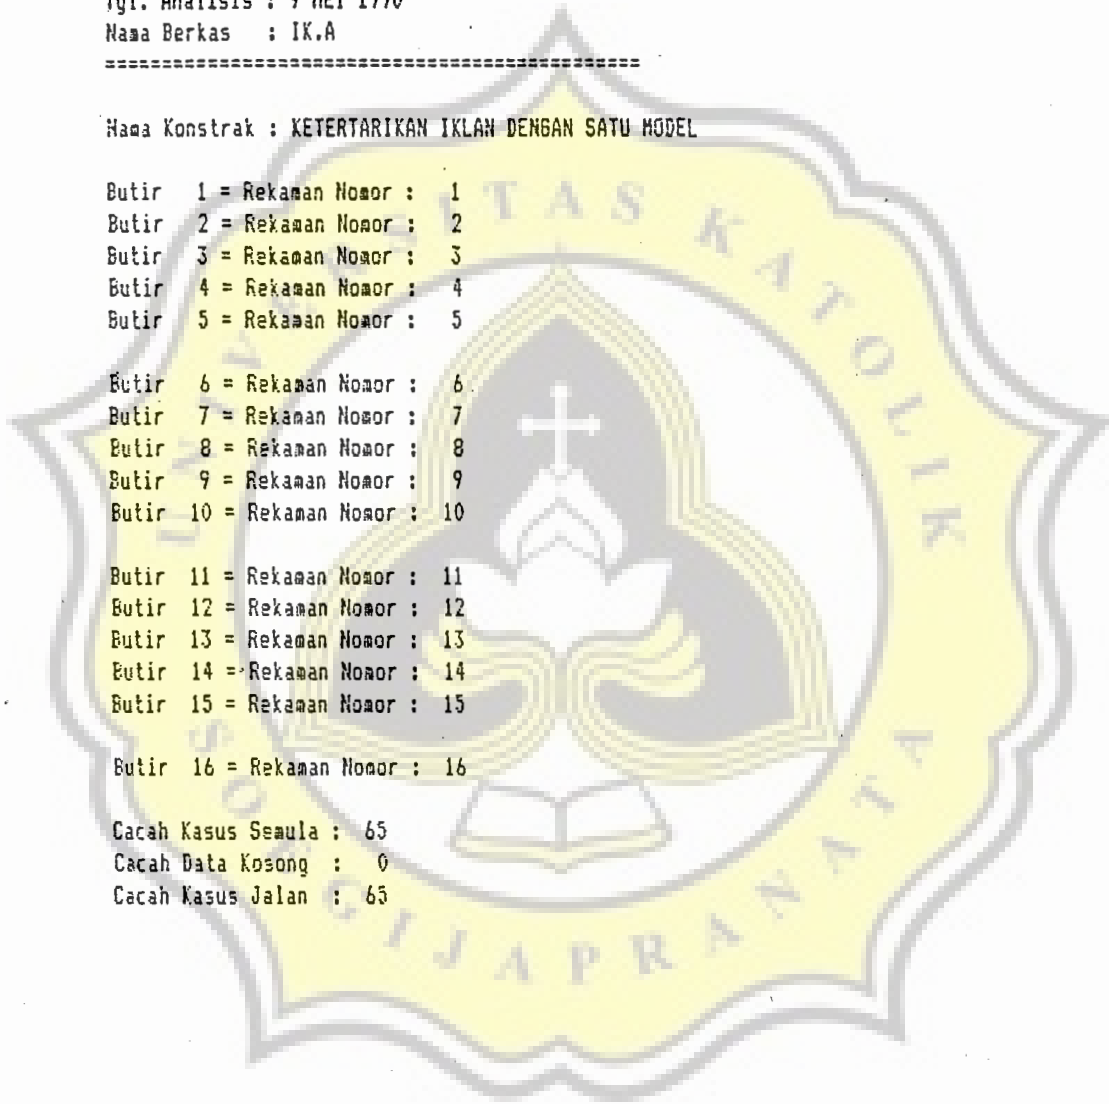 Nama Berkas : IK.A
===============================================
Nama Konstrak : KETERTARIKAN IKLAN DENGAN SATU MODEL
Butir 1 = Rekaman Nomor : 1
Butir 2 = Rekaman Nomor : 2
Butir 3 = Rekaman Nomor : 3
Butir 4 = Rekaman Nomor : 4
Butir 5 = Rekaman Nomor : 5
Butir 6 = Rekaman Nomor : 6
Butir 7 = Rekaman Nomor : 7
Butir 8 = Rekaman Nomor : 8
Butir 9 = Rekaman Nomor : 9
Butir 10 = Rekaman Nomor : 10
Butir 11 = Rekaman Nomor : 11
Butir 12 = Rekaman Nomor : 12
Butir 13 = Rekaman Nomor : 13
Butir 14 = Rekaman Nomor : 14
Butir 15 = Rekaman Nomor : 15
Butir 16 = Rekaman Nomor : 16
Cacah Kasus Semula : 65
Cacah Data Kosong : 0
Cacah Kasus Jalan : 65
UNIVERSITAS KATOLIK
SOEGIJAPRANATA